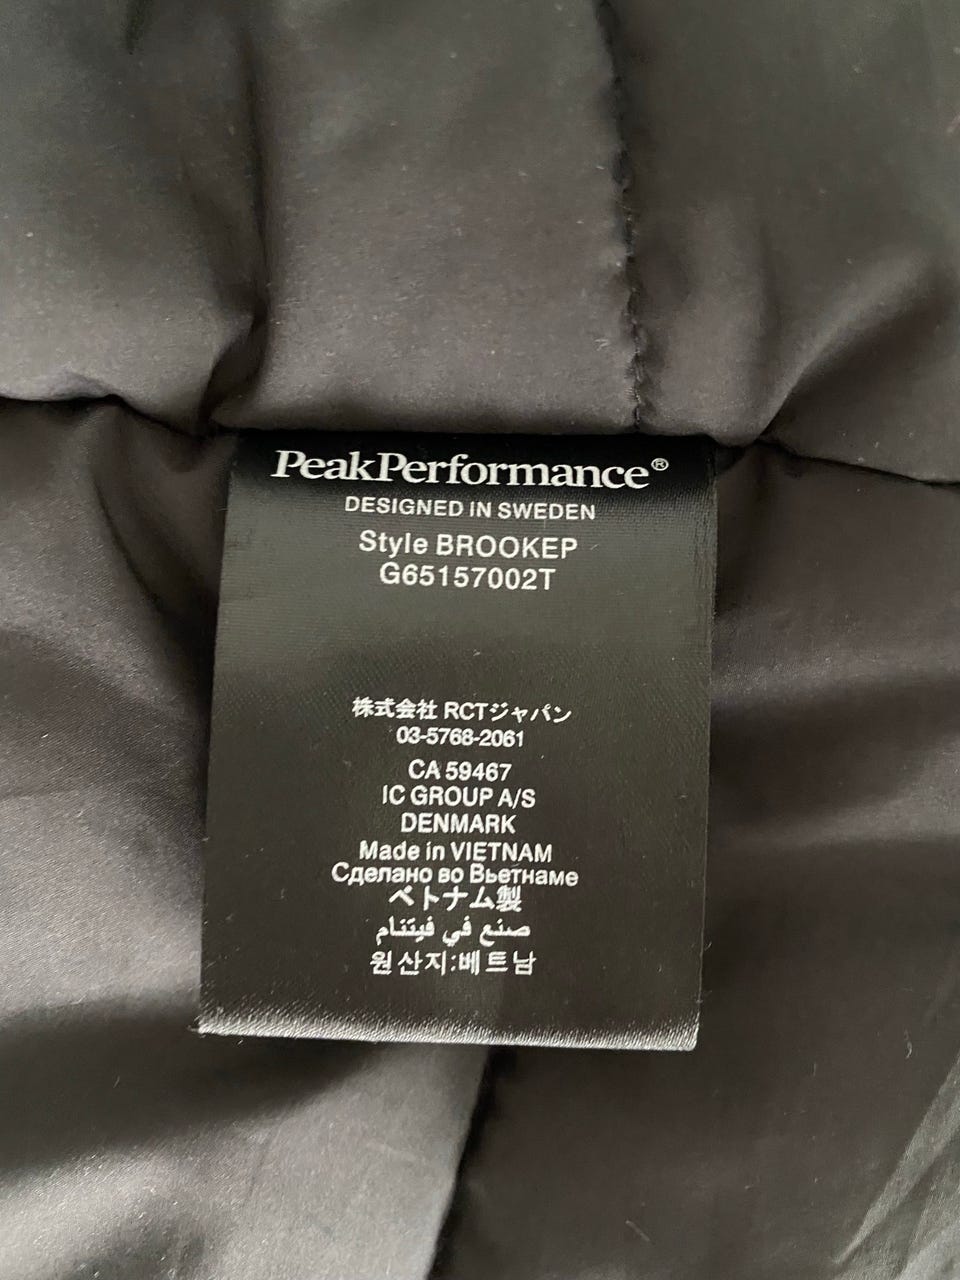 PeakPerformance®
DESIGNED IN SWEDEN
Style BROOKEP
G65157002T
株式会社 RCTジャパン
03-5768-2061
CA 59467
IC GROUP A/S
DENMARK
Made in VIETNAM
Сделано во Вьетнаме
ベトナム製
صنع في فيتنام
원산지:베트남